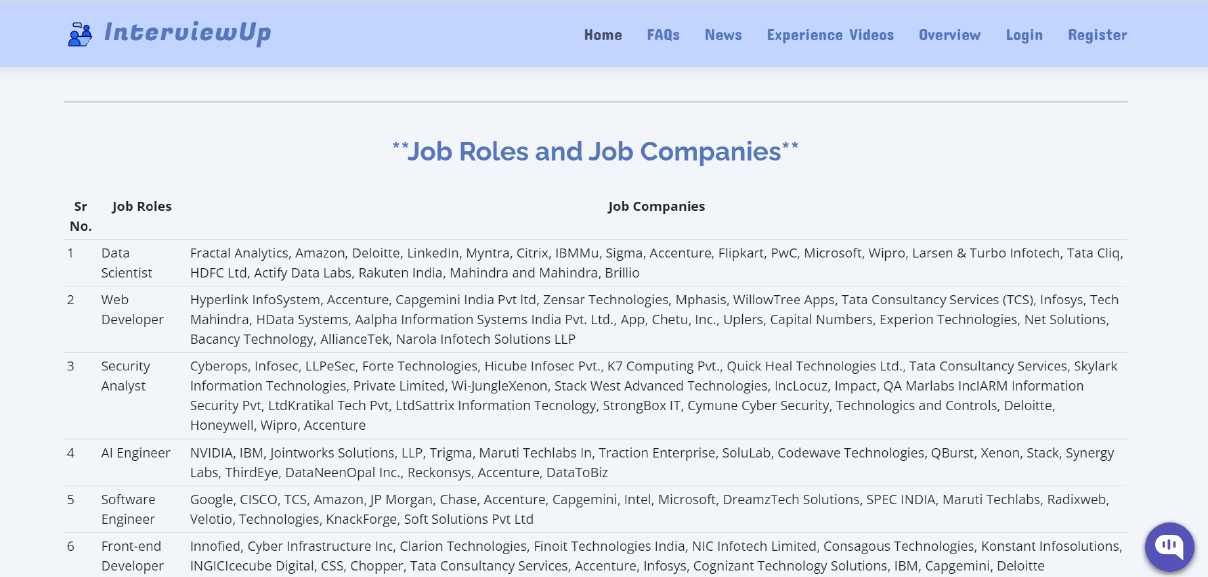 InterviewUp
Home FAQs News Experience Videos Overview Login Register
**Job Roles and Job Companies**
Sr No. Job Roles Job Companies
1 Data Scientist Fractal Analytics, Amazon, Deloitte, LinkedIn, Myntra, Citrix, IBMMu, Sigma, Accenture, Flipkart, PwC, Microsoft, Wipro, Larsen & Turbo Infotech, Tata Cliq,
HDFC Ltd, Actify Data Labs, Rakuten India, Mahindra and Mahindra, Brillio
2 Web Developer Hyperlink InfoSystem, Accenture, Capgemini India Pvt ltd, Zensar Technologies, Mphasis, WillowTree Apps, Tata Consultancy Services (TCS), Infosys, Tech
Mahindra, HData Systems, Aalpha Information Systems India Pvt. Ltd., App, Chetu, Inc., Uplers, Capital Numbers, Experion Technologies, Net Solutions,
Bacancy Technology, AllianceTek, Narola Infotech Solutions LLP
3 Security Analyst Cyberops, Infosec, LLPeSec, Forte Technologies, Hicube Infosec Pvt., K7 Computing Pvt., Quick Heal Technologies Ltd., Tata Consultancy Services, Skylark
Information Technologies, Private Limited, Wi-JungleXenon, Stack West Advanced Technologies, IncLocuz, Impact, QA Marlabs IncIARM Information
Security Pvt, LtdKratikal Tech Pvt, LtdSattrix Information Tecnology, StrongBox IT, Cymune Cyber Security, Technologics and Controls, Deloitte,
Honeywell, Wipro, Accenture
4 AI Engineer NVIDIA, IBM, Jointworks Solutions, LLP, Trigma, Maruti Techlabs In, Traction Enterprise, SoluLab, Codewave Technologies, QBurst, Xenon, Stack, Synergy
Labs, ThirdEye, DataNeenOpal Inc., Reckonsys, Accenture, DataToBiz
5 Software Engineer Google, CISCO, TCS, Amazon, JP Morgan, Chase, Accenture, Capgemini, Intel, Microsoft, DreamzTech Solutions, SPEC INDIA, Maruti Techlabs, Radixweb,
Velotio, Technologies, KnackForge, Soft Solutions Pvt Ltd
6 Front-end Developer Innofied, Cyber Infrastructure Inc, Clarion Technologies, Finoit Technologies India, NIC Infotech Limited, Consagous Technologies, Konstant Infosolutions,
INGICIcecube Digital, CSS, Chopper, Tata Consultancy Services, Accenture, Infosys, Cognizant Technology Solutions, IBM, Capgemini, Deloitte